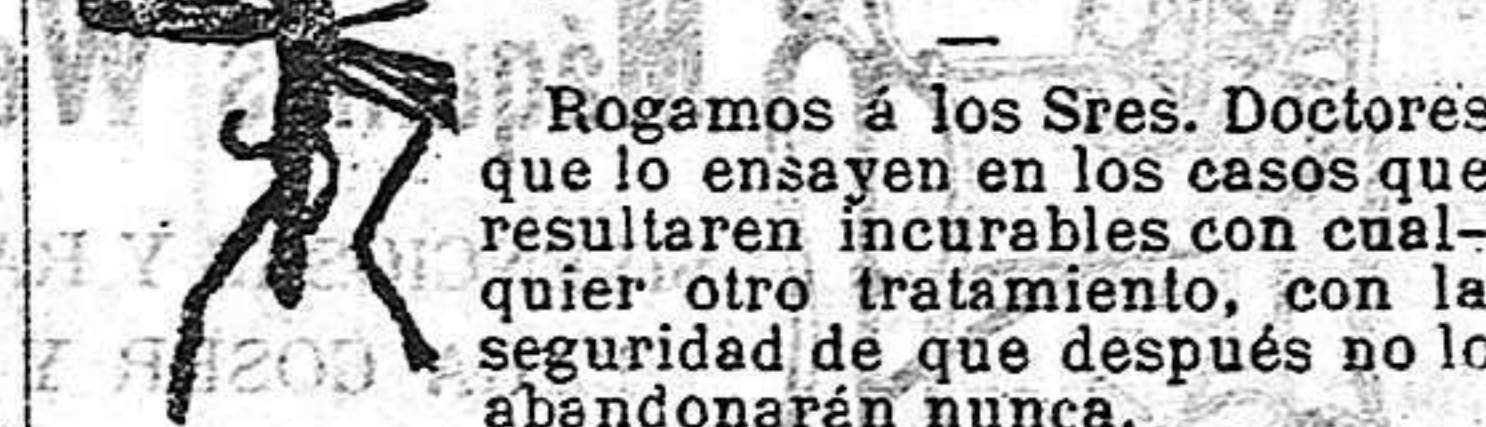 Rogamos á los Sres. Doctores
que lo ensayen en los casos que
resultaren incurables con cual-
quier otro tratamiento, con la
seguridad de que después no lo
abandonarán nunca.